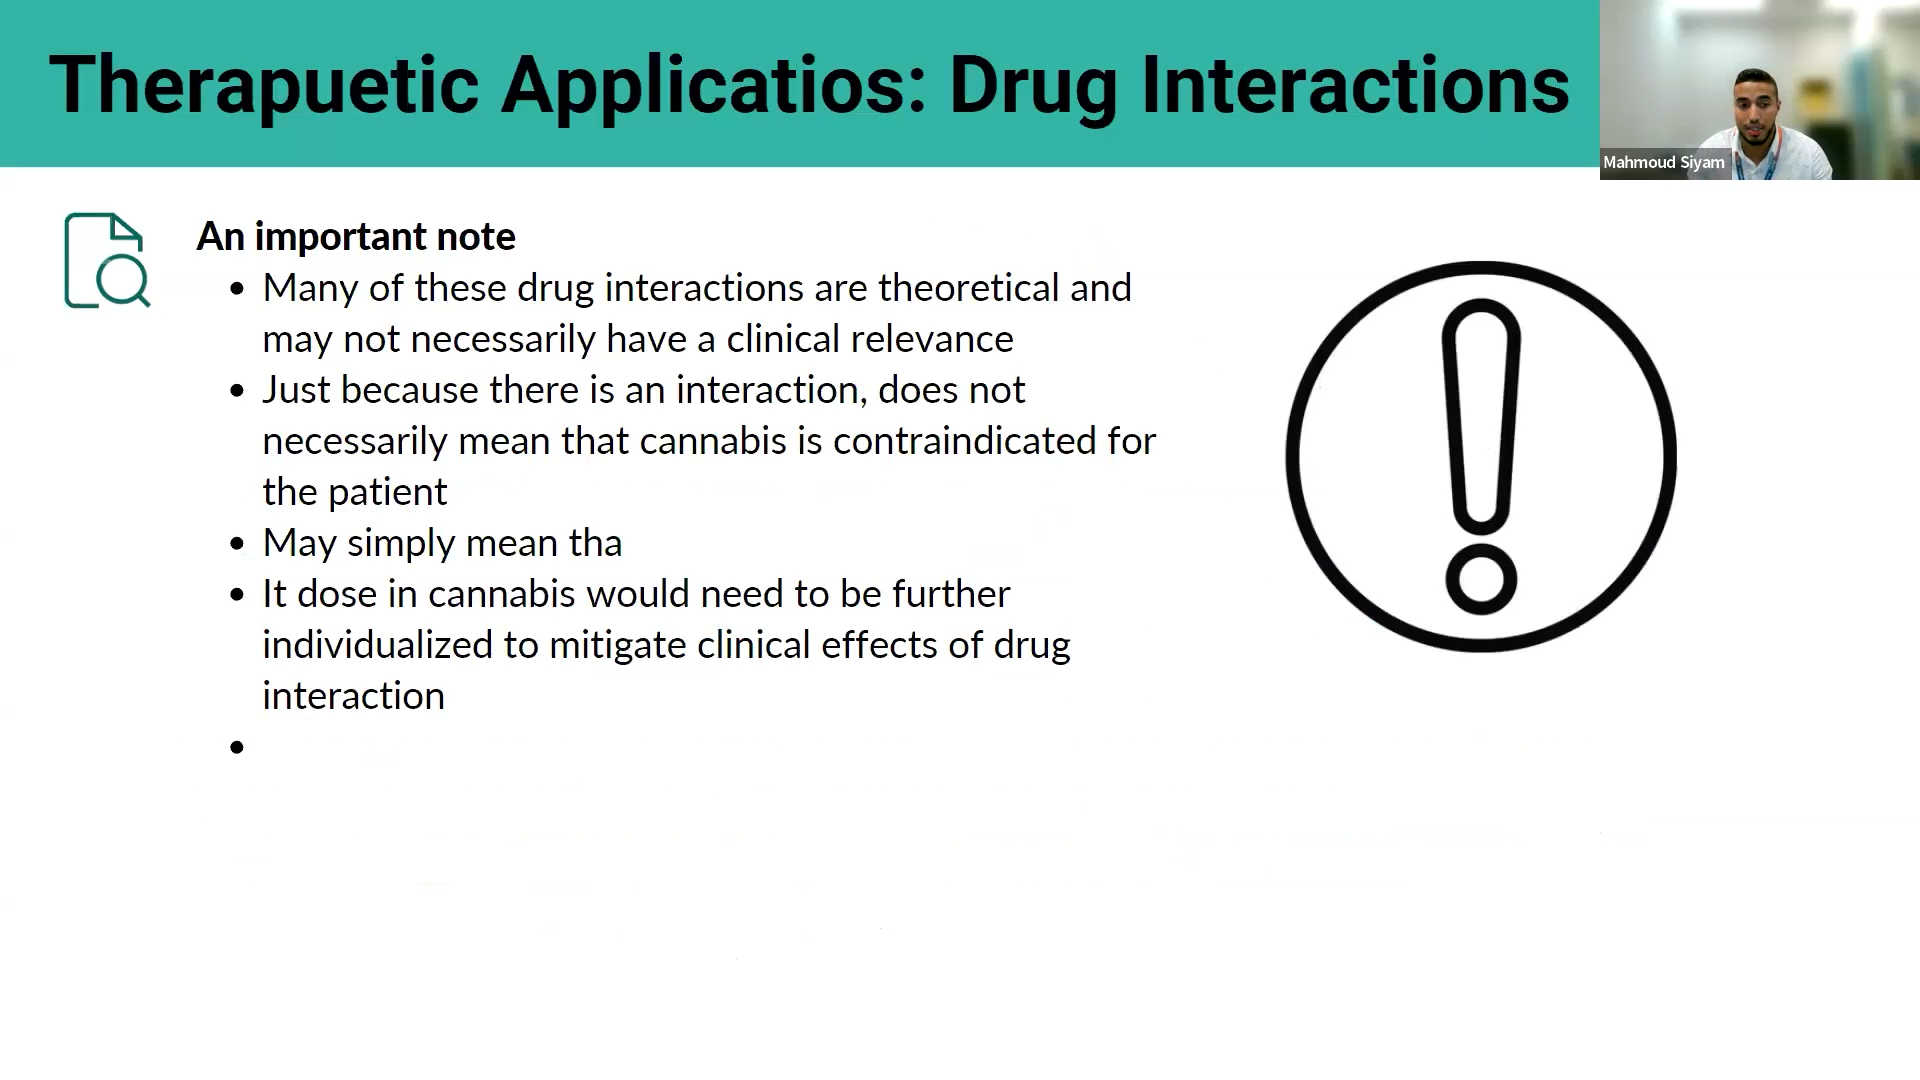 Therapuetic Applicatios: Drug Interactions
Mahmoud Siyam
An important note
• Many of these drug interactions are theoretical and
may not necessarily have a clinical relevance
• Just because there is an interaction, does not
necessarily mean that cannabis is contraindicated for
the patient
• May simply mean tha
• It dose in cannabis would need to be further
individualized to mitigate clinical effects of drug
interaction
•